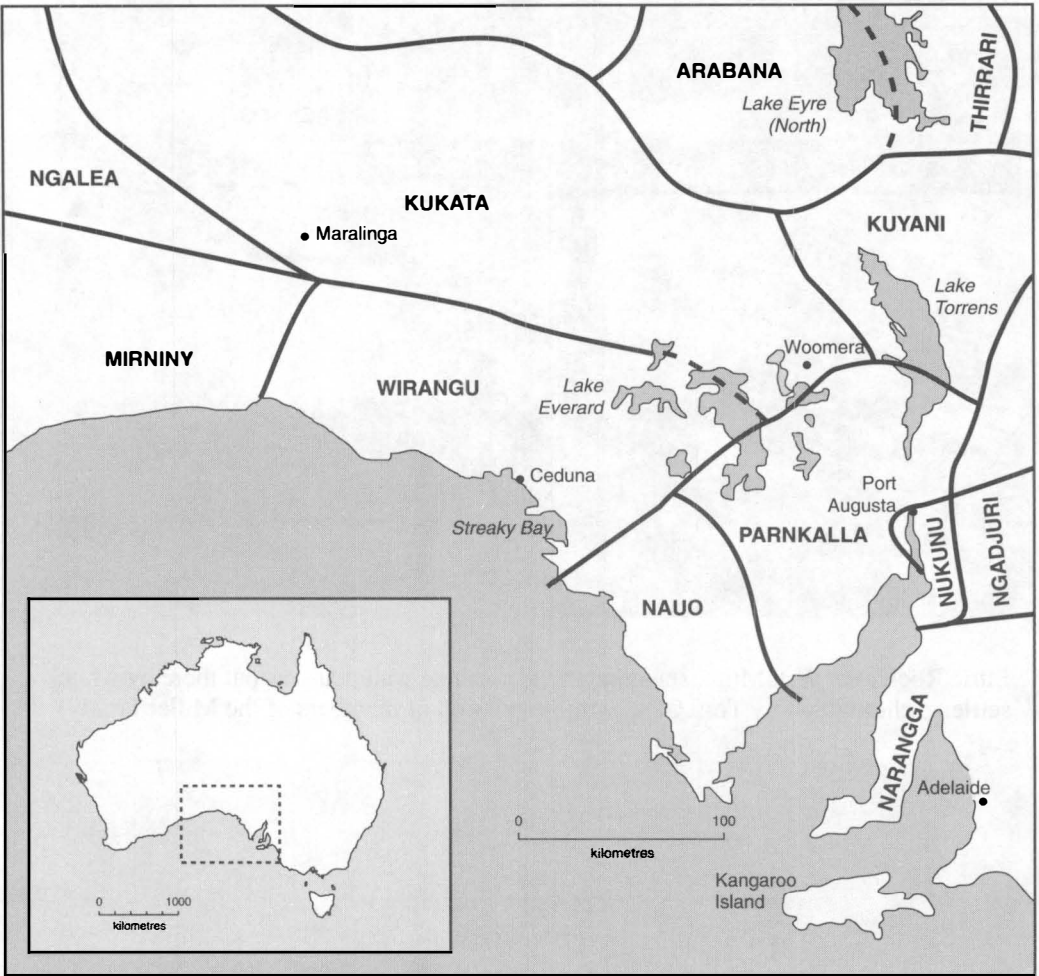 ARABANA
Lake Eyre
(North)
THIRRARI
NGALEA
KUKATA
Maralinga
KUYANI
Lake
Torrens
MIRNINY
WIRANGU
Woomera
Lake
Everard
Ceduna
Streaky Bay
Port
Augusta
PARNKALLA
NUKUNU
NGADJURI
NAUO
NARANGGA
Adelaide
0 100
kilometres
Kangaroo
Island
0 1000
kilometres